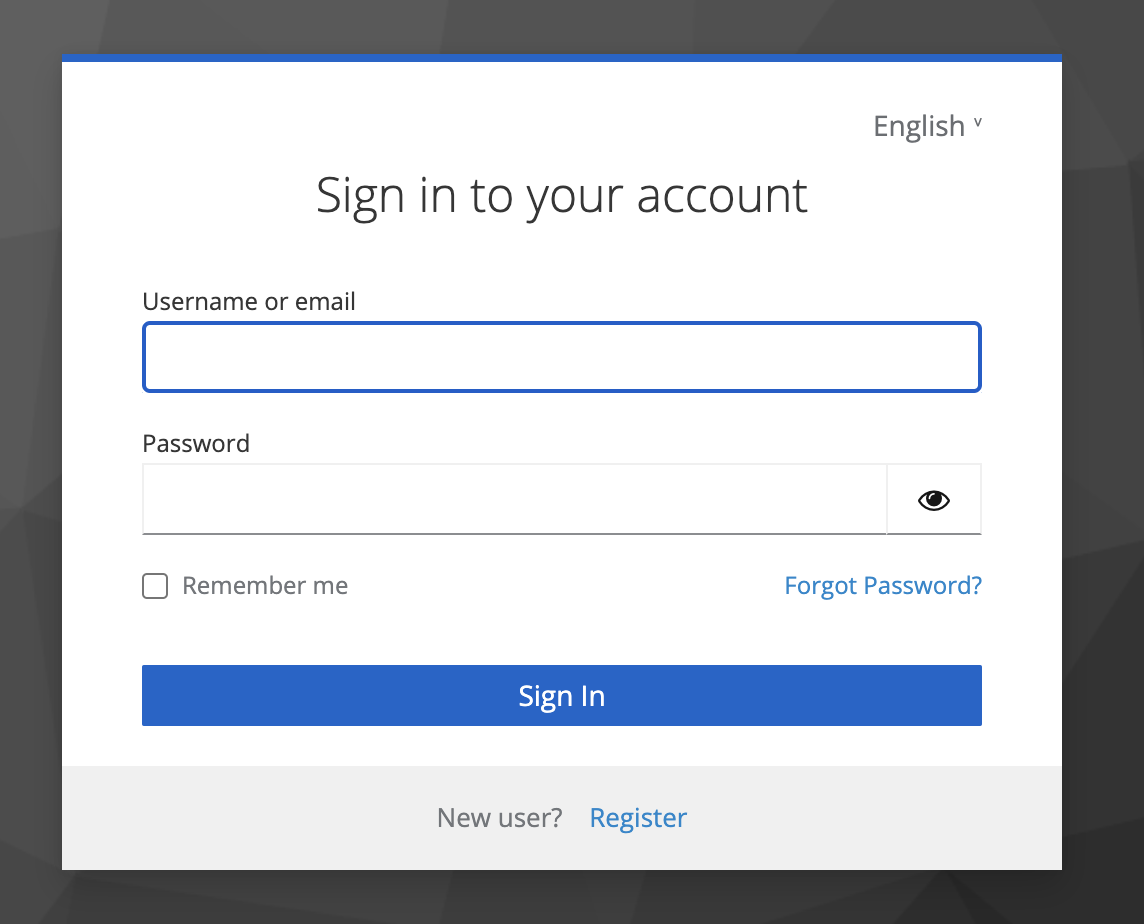 English v
Sign in to your account
Username or email
Password
Remember me
Forgot Password?
Sign In
New user? Register